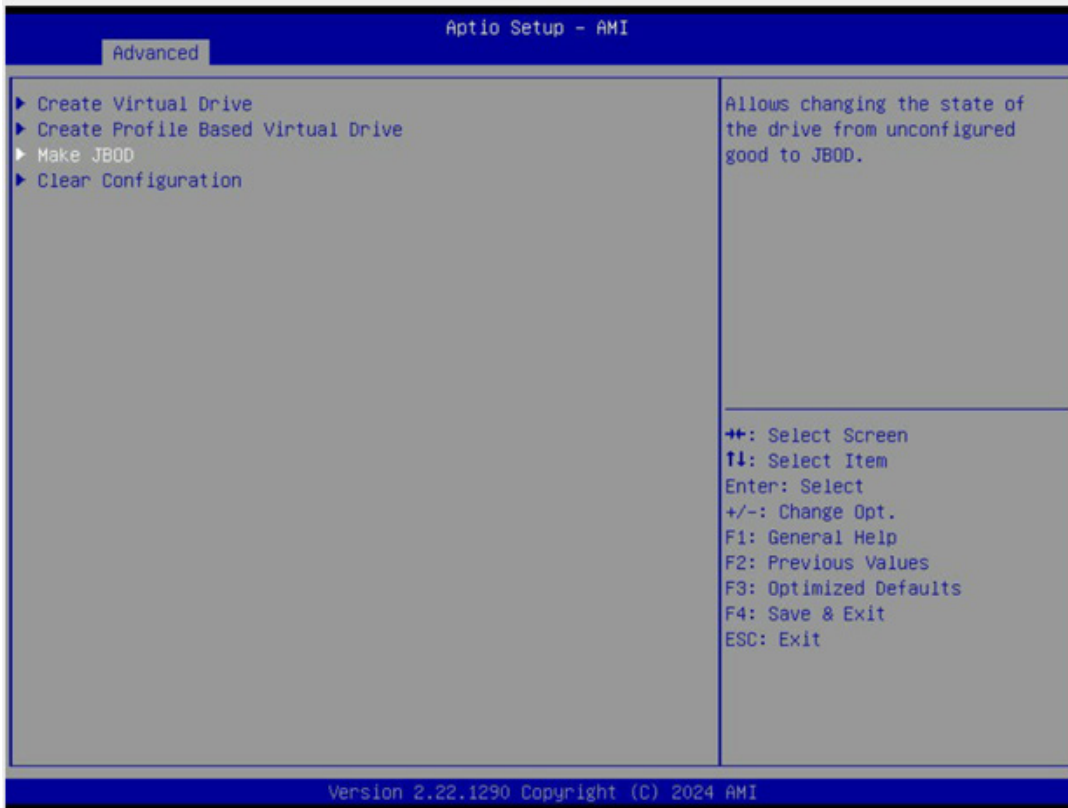 Aptio Setup - AMI
Advanced
Create Virtual Drive
Create Profile Based Virtual Drive
Make JBOD
Clear Configuration
Allows changing the state of
the drive from unconfigured
good to JBOD.
→←: Select Screen
↑↓: Select Item
Enter: Select
+/-: Change Opt.
F1: General Help
F2: Previous Values
F3: Optimized Defaults
F4: Save & Exit
ESC: Exit
Version 2.22.1290 Copyright (C) 2024 AMI